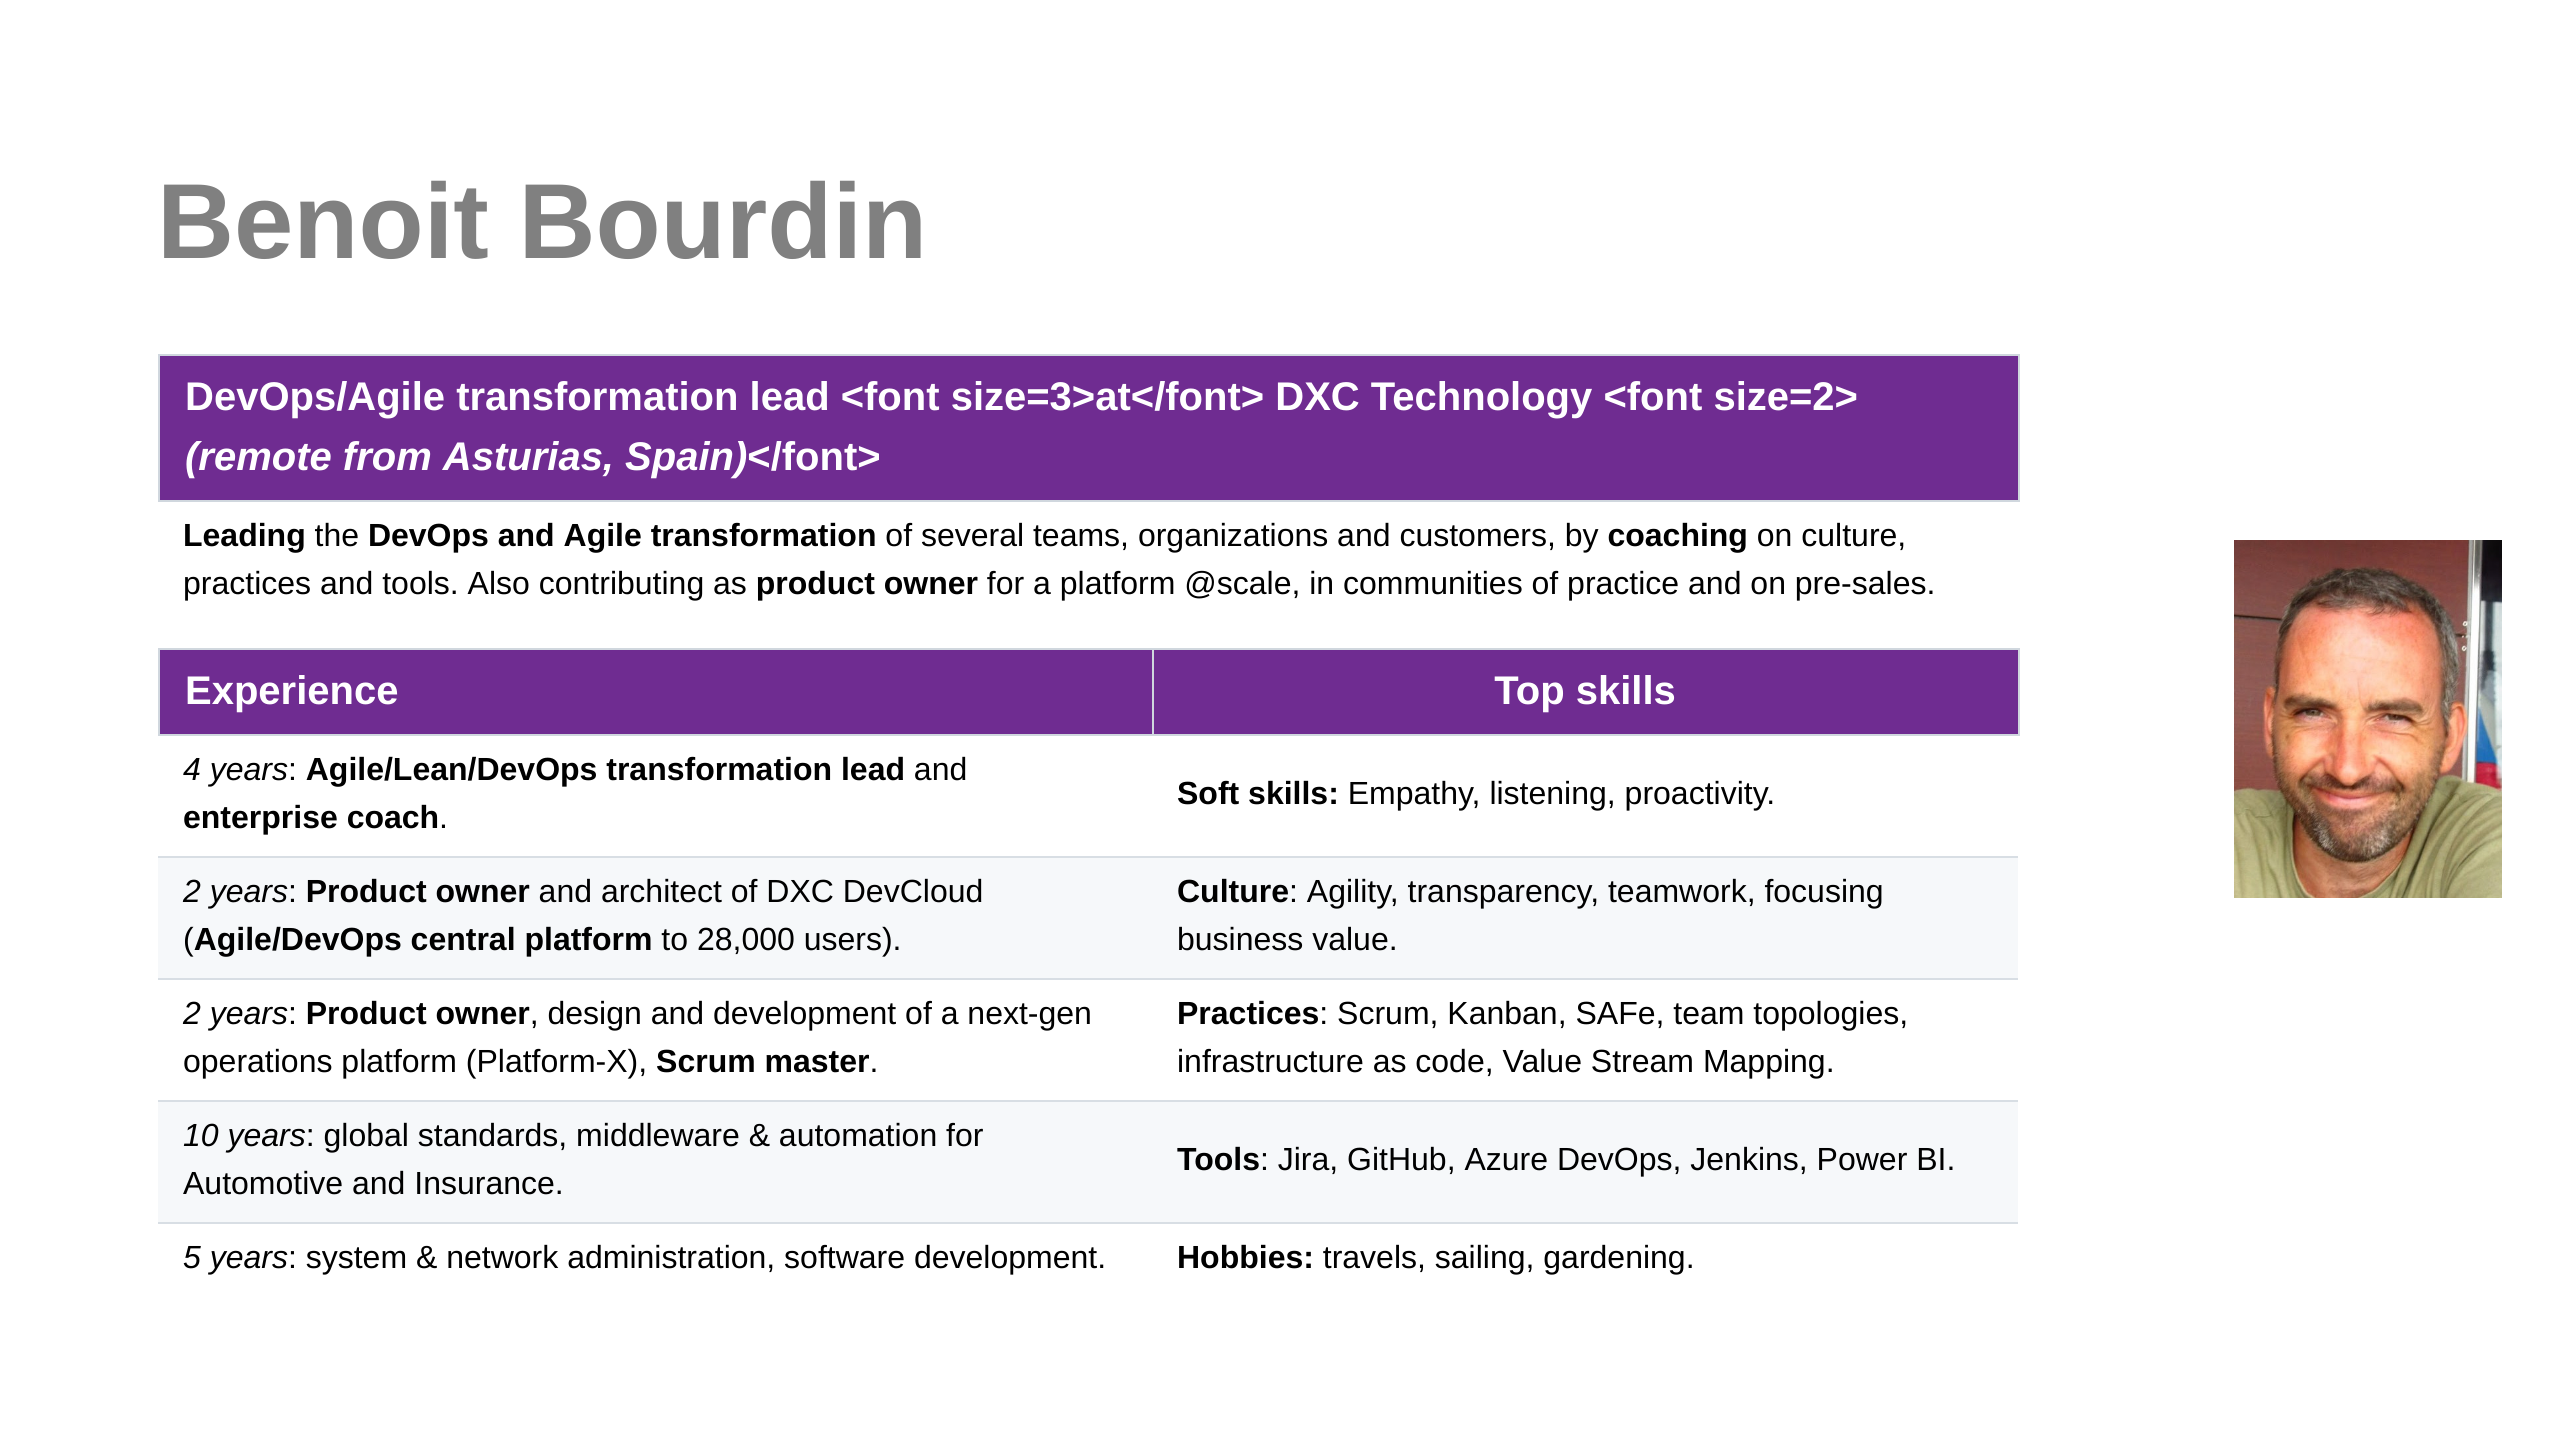 Benoit Bourdin
DevOps/Agile transformation lead <font size=3>at</font> DXC Technology <font size=2>
(remote from Asturias, Spain)</font>
Leading the DevOps and Agile transformation of several teams, organizations and customers, by coaching on culture,
practices and tools. Also contributing as product owner for a platform @scale, in communities of practice and on pre-sales.
Experience
Top skills
4 years: Agile/Lean/DevOps transformation lead and
enterprise coach.
Soft skills: Empathy, listening, proactivity.
2 years: Product owner and architect of DXC DevCloud
(Agile/DevOps central platform to 28,000 users).
Culture: Agility, transparency, teamwork, focusing
business value.
2 years: Product owner, design and development of a next-gen
operations platform (Platform-X), Scrum master.
Practices: Scrum, Kanban, SAFe, team topologies,
infrastructure as code, Value Stream Mapping.
10 years: global standards, middleware & automation for
Automotive and Insurance.
Tools: Jira, GitHub, Azure DevOps, Jenkins, Power BI.
5 years: system & network administration, software development.
Hobbies: travels, sailing, gardening.